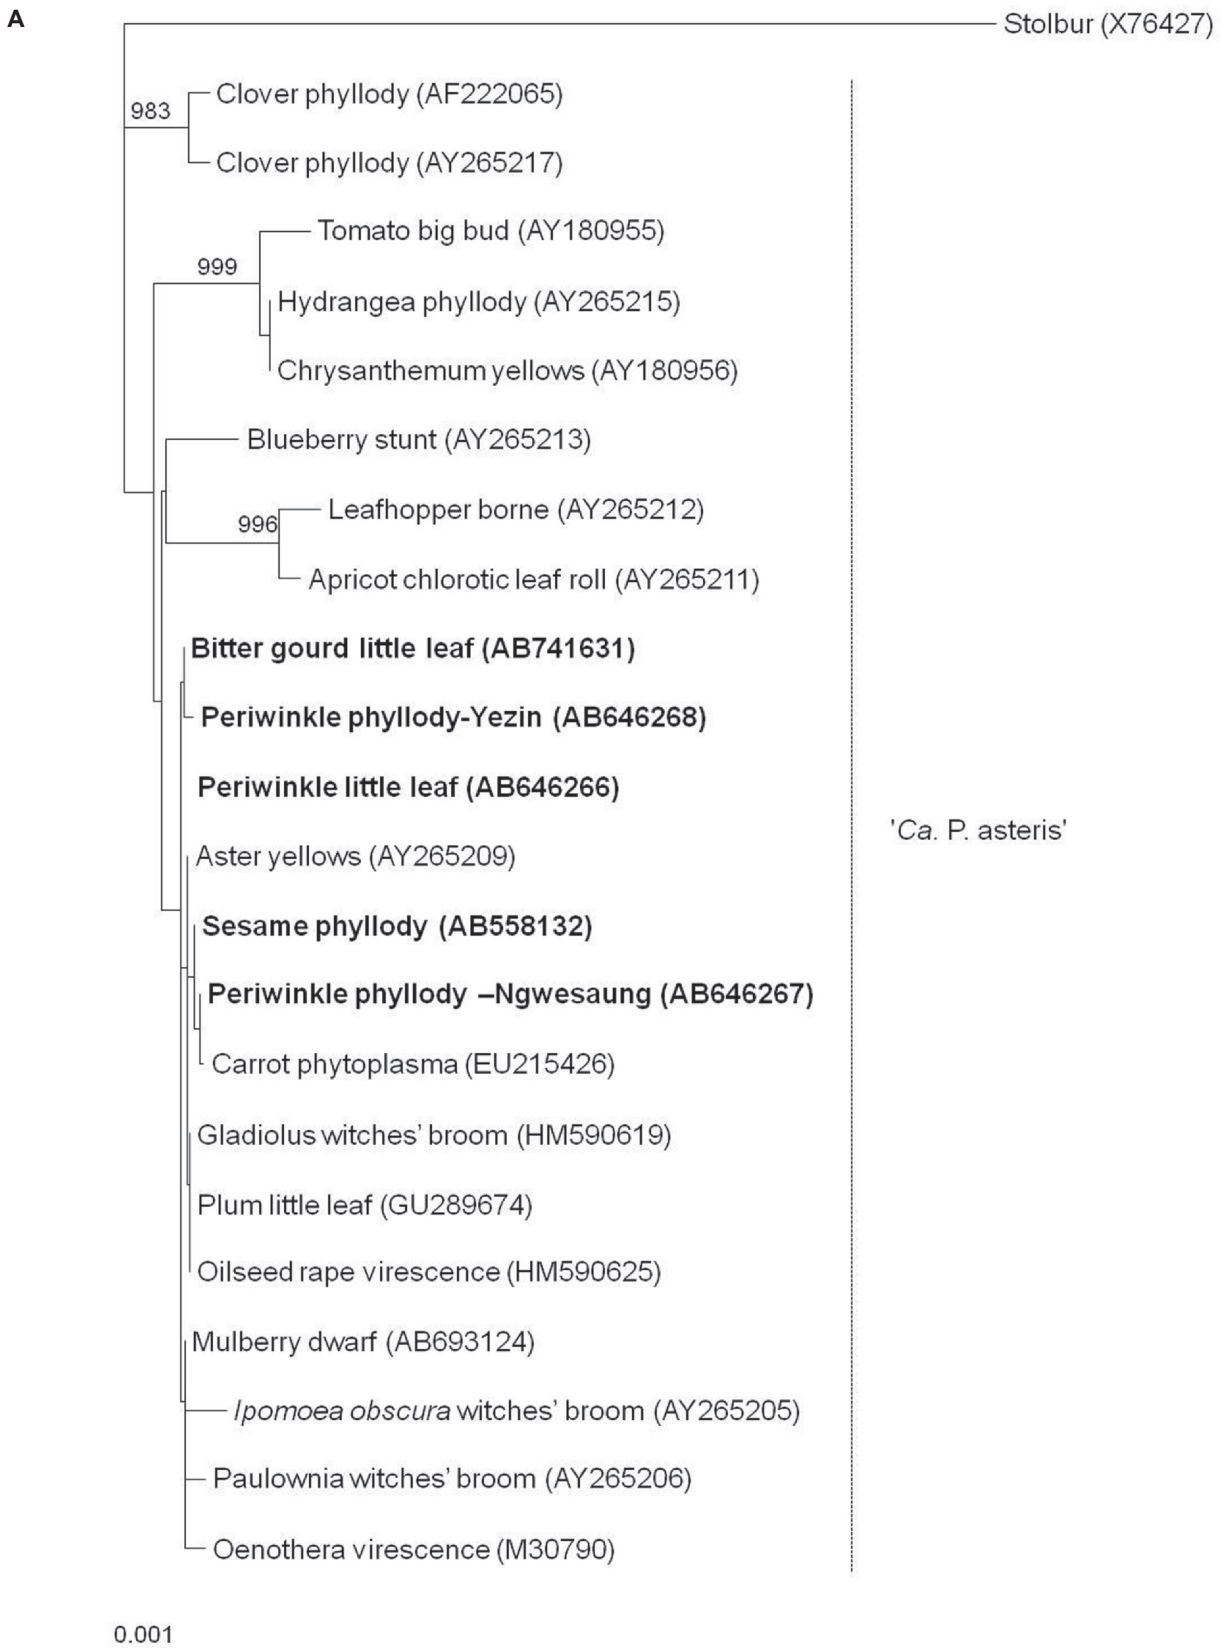 A
Stolbur (X76427)
Clover phyllody (AF222065)
983
Clover phyllody (AY265217)
Tomato big bud (AY180955)
999
Hydrangea phyllody (AY265215)
Chrysanthemum yellows (AY180956)
Blueberry stunt (AY265213)
Leafhopper borne (AY265212)
996
Apricot chlorotic leaf roll (AY265211)
Bitter gourd little leaf (AB741631)
Periwinkle phyllody-Yezin (AB646268)
Periwinkle little leaf (AB646266)
'Ca. P. asteris'
Aster yellows (AY265209)
Sesame phyllody (AB558132)
Periwinkle phyllody –Ngwesaung (AB646267)
Carrot phytoplasma (EU215426)
Gladiolus witches’ broom (HM590619)
Plum little leaf (GU289674)
Oilseed rape virescence (HM590625)
Mulberry dwarf (AB693124)
Ipomoea obscura witches’ broom (AY265205)
Paulownia witches’ broom (AY265206)
Oenothera virescence (M30790)
0.001